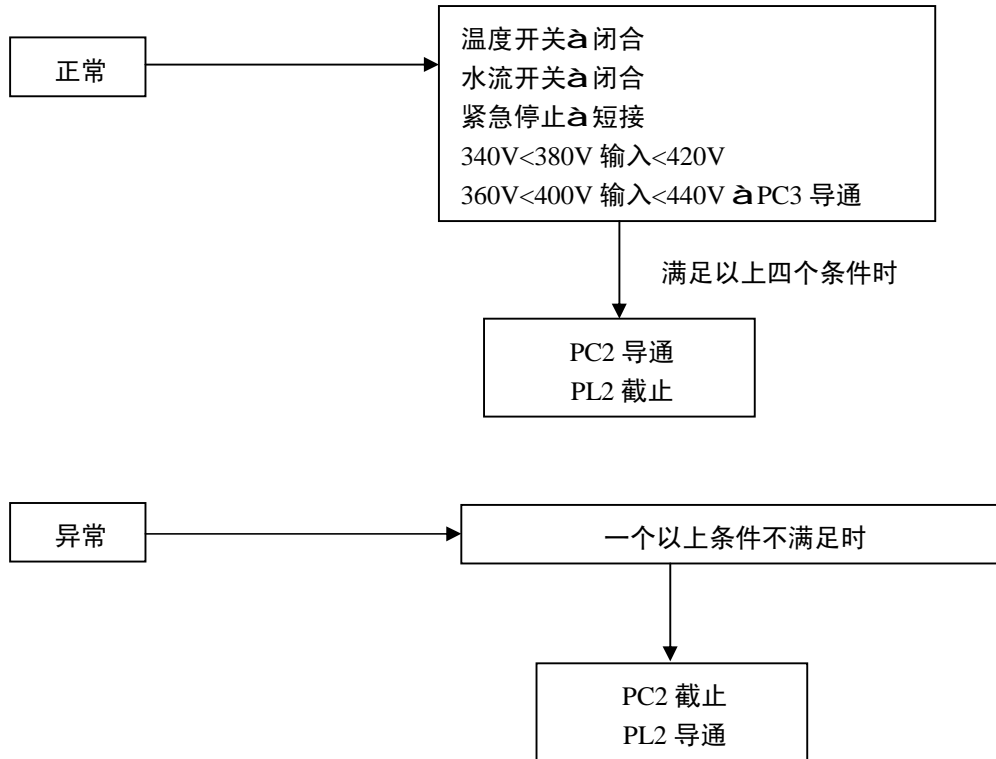 正常
温度开关à闭合
水流开关à闭合
紧急停止à短接
340V<380V 输入<420V
360V<400V 输入<440V àPC3 导通
满足以上四个条件时
PC2 导通
PL2 截止
异常
一个以上条件不满足时
PC2 截止
PL2 导通